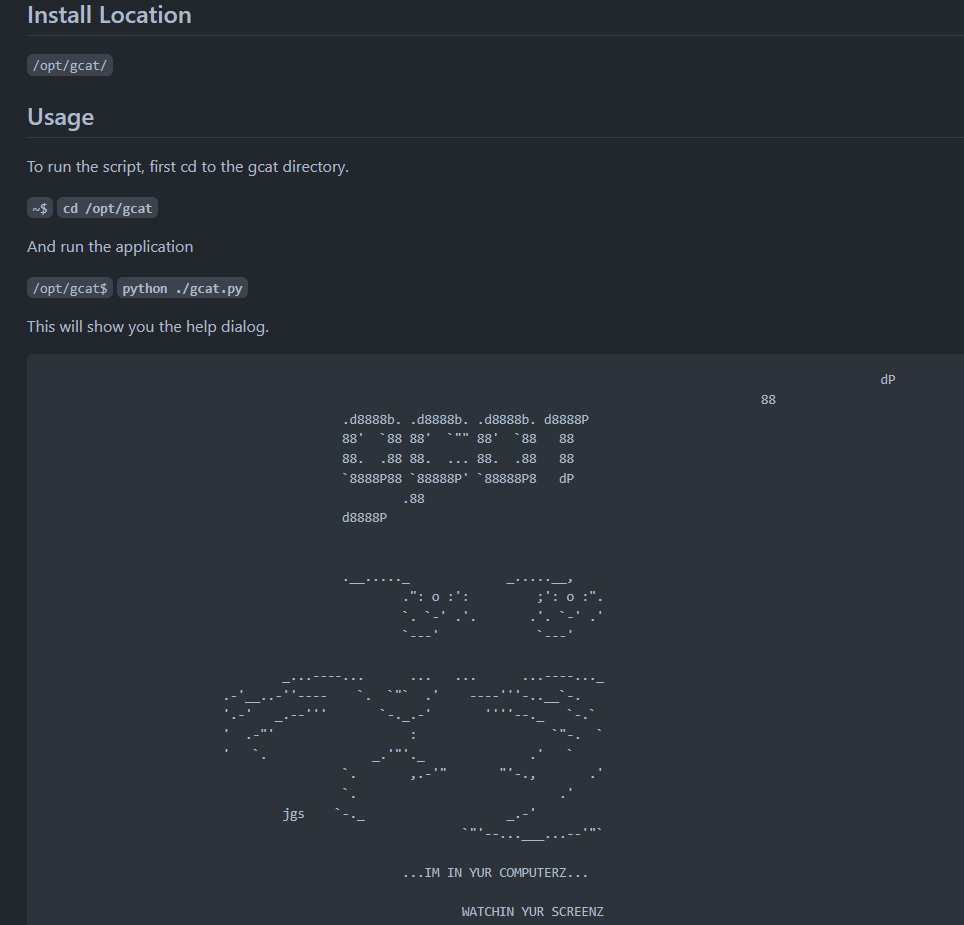 Install Location
/opt/gcat/
Usage
To run the script, first cd to the gcat directory.
~$ cd /opt/gcat
And run the application
/opt/gcat$ python ./gcat.py
This will show you the help dialog.
dP
88
.d8888b. .d8888b. .d8888b. d8888P
88'  `88 88'  `"" 88'  `88   88
88.  .88 88.  ... 88.  .88   88
`8888P88 `88888P' `88888P8   dP
.88
d8888P
.__....._             _.....__,
.": o :':         ;': o :".
`. `-' .'.       .'. `-' .'
`---'             `---'
_...----...      ...   ...      ...----..._
.-'__..-''----    `.  `"`  .'    ----'''-..__`-.
'.-'   _.--'''       `-._.-'       ''''--._   `-.`
'  .-"'                  :                  `"-.  `
'   `.              _.'"'._              .'   `
`.       ,.-'"       "'-.,       .'
`.                           .'
jgs    `-._                   _.-'
`"'--...___...--'"`
...IM IN YUR COMPUTERZ...
WATCHIN YUR SCREENZ